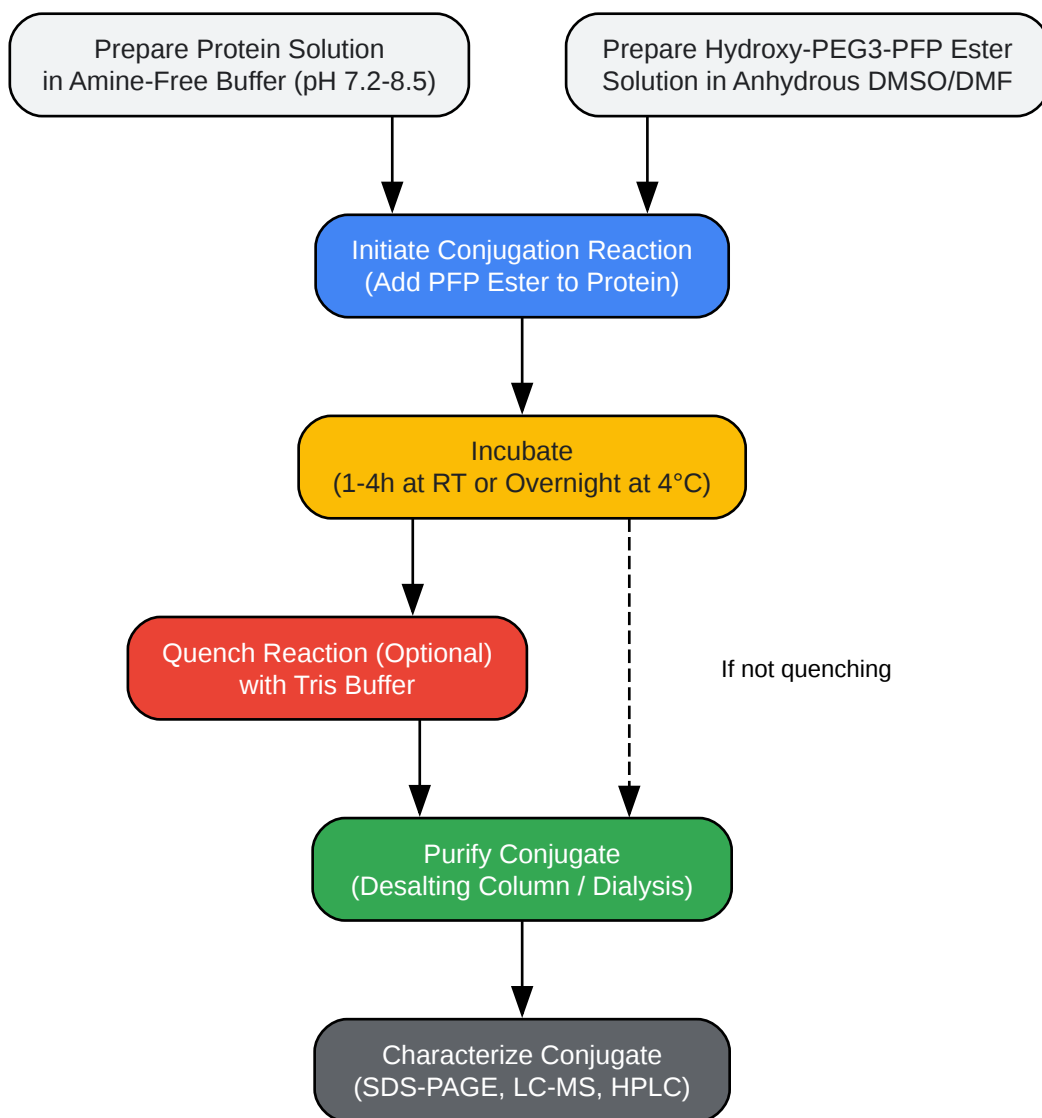 Prepare Protein Solution
in Amine-Free Buffer (pH 7.2-8.5)
Prepare Hydroxy-PEG3-PFP Ester
Solution in Anhydrous DMSO/DMF
Initiate Conjugation Reaction
(Add PFP Ester to Protein)
Incubate
(1-4h at RT or Overnight at 4°C)
Quench Reaction (Optional)
with Tris Buffer
If not quenching
Purify Conjugate
(Desalting Column / Dialysis)
Characterize Conjugate
(SDS-PAGE, LC-MS, HPLC)